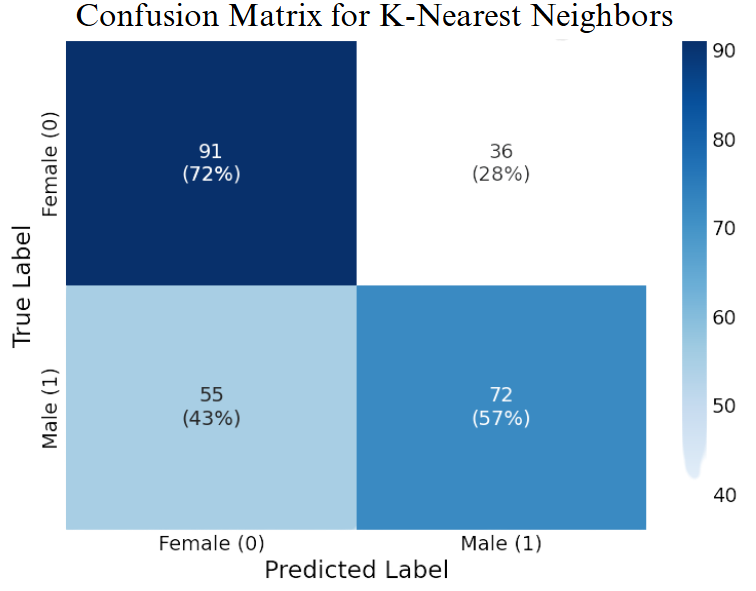 Confusion Matrix for K-Nearest Neighbors
True Label
Female (0)
91
(72%)
36
(28%)
Male (1)
55
(43%)
72
(57%)
Female (0)
Male (1)
Predicted Label
90
80
70
60
50
40